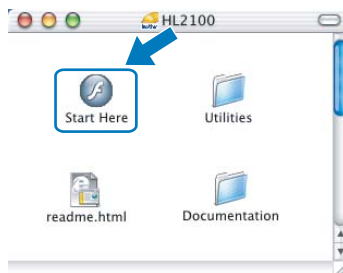 HL2100
Start Here
Utilities
readme.html
Documentation